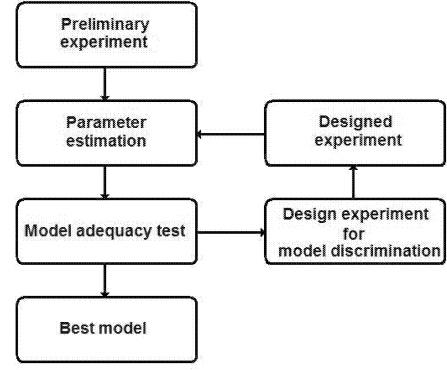 Preliminary
experiment
Parameter
estimation
Designed
experiment
Model adequacy test
Design experiment
for
model discrimination
Best model